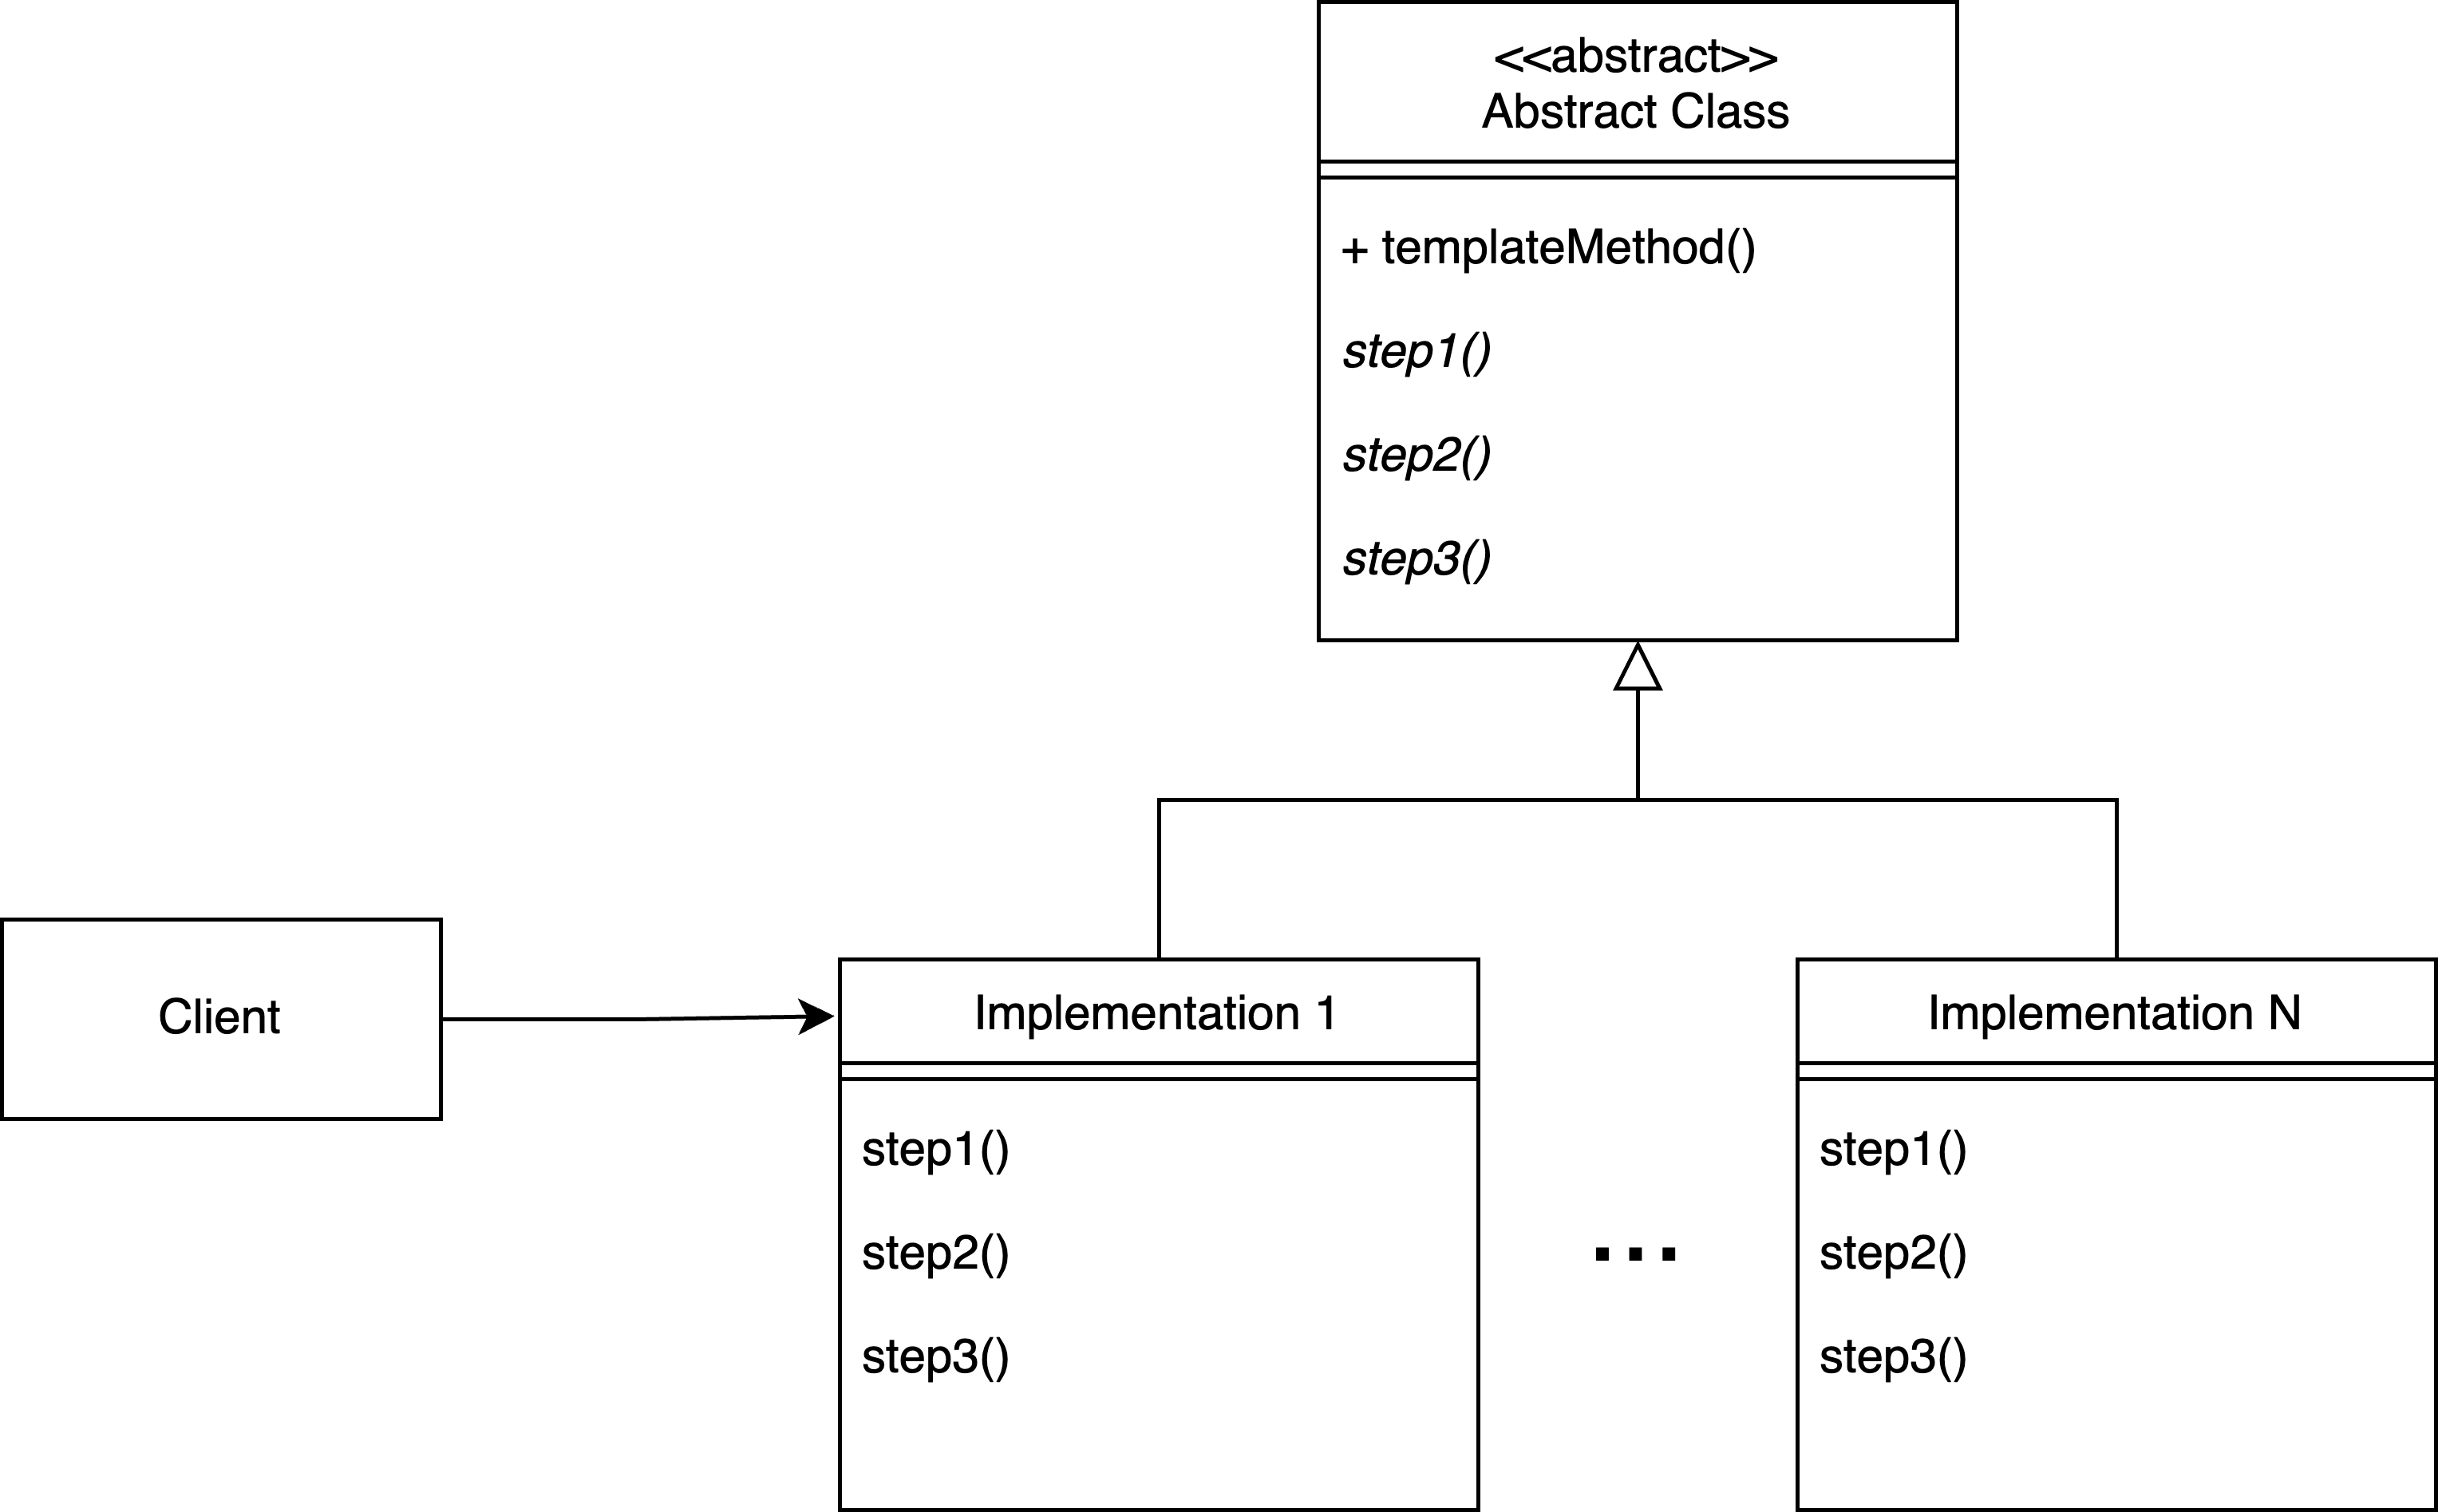 <<abstract>>
Abstract Class
+ templateMethod()
step1()
step2()
step3()
Client
Implementation 1
step1()
step2()
step3()
...
Implementation N
step1()
step2()
step3()